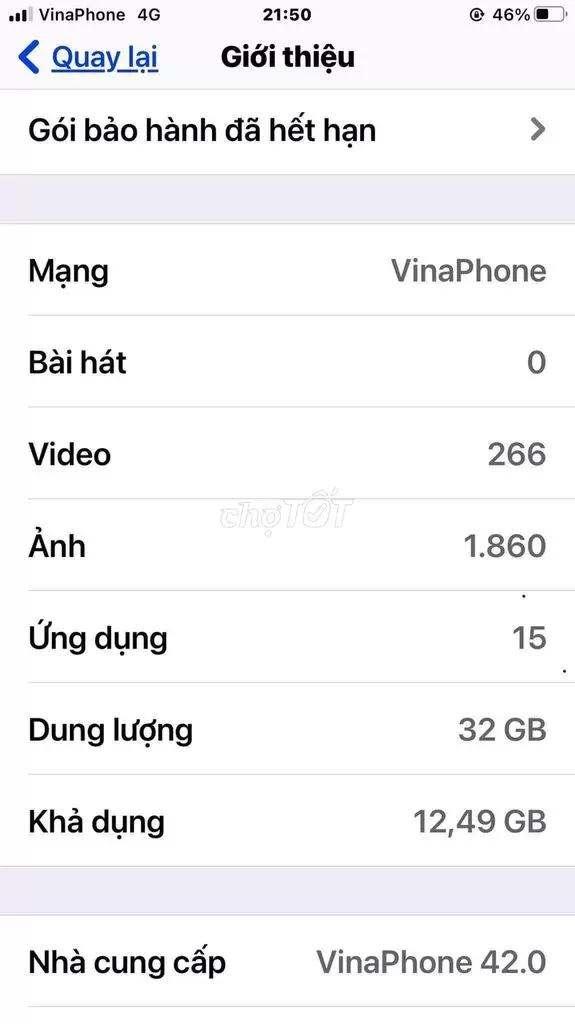 VinaPhone 4G 21:50 46%
Quay lại Giới thiệu
Gói bảo hành đã hết hạn
Mạng VinaPhone
Bài hát 0
Video 266
chợTỐT
Ảnh 1.860
Ứng dụng 15
Dung lượng 32 GB
Khả dụng 12,49 GB
Nhà cung cấp VinaPhone 42.0